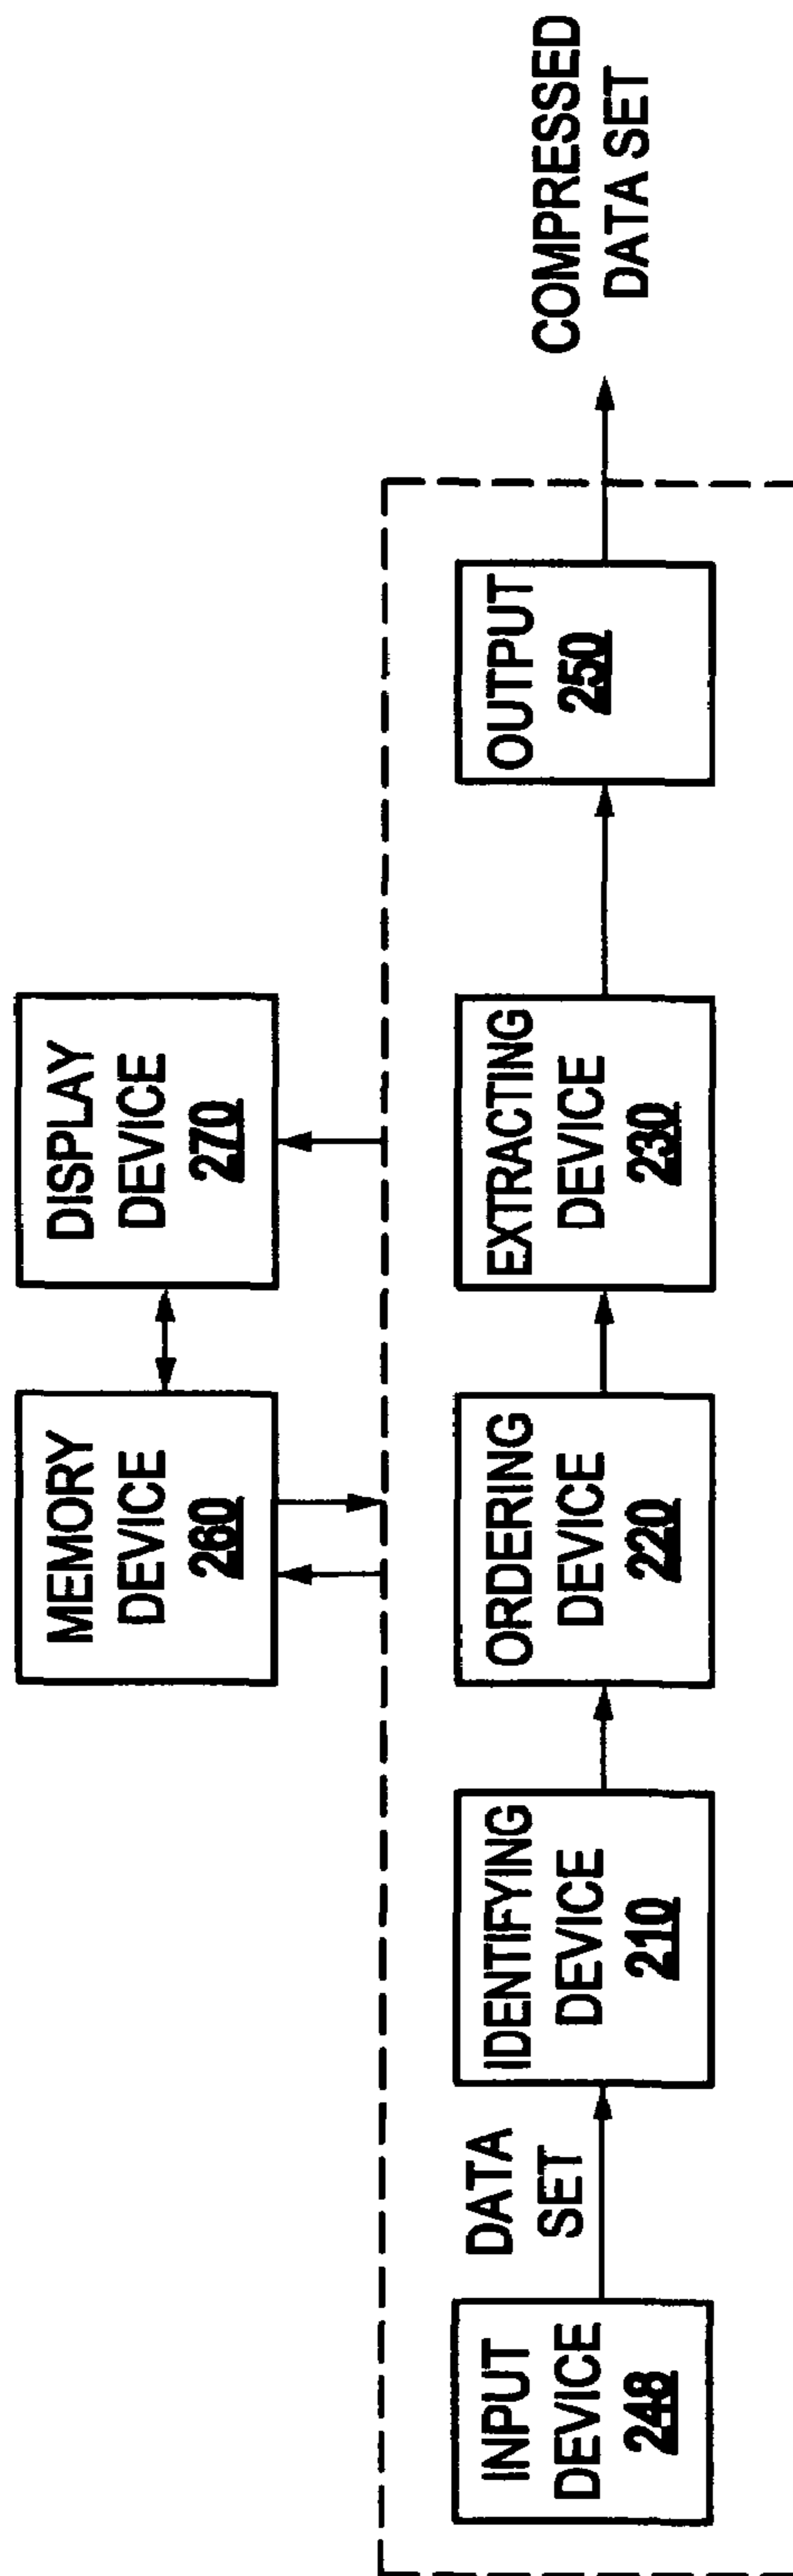 MEMORY
DEVICE
260
DISPLAY
DEVICE
270
INPUT
DEVICE
248
DATA
SET
IDENTIFYING
DEVICE
210
ORDERING
DEVICE
220
EXTRACTING
DEVICE
230
OUTPUT
250
COMPRESSED
DATA SET